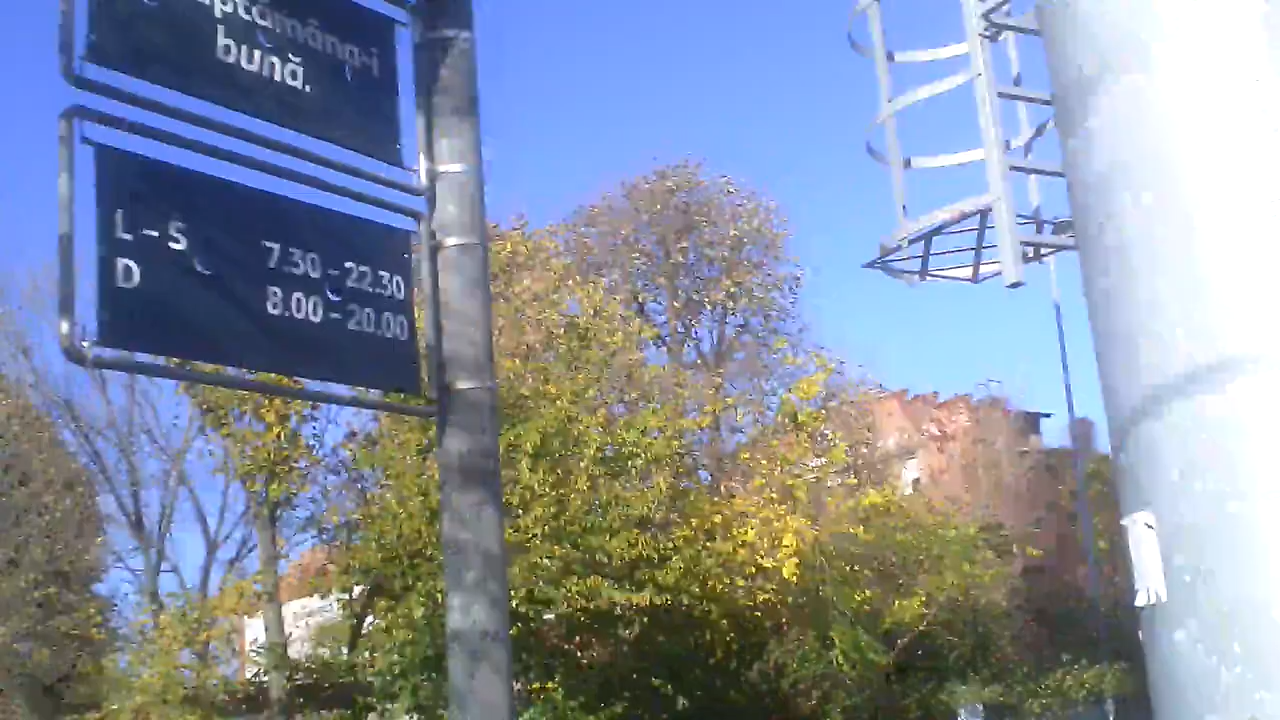 bună.
L – S 7.30 – 22.30
D 8.00 – 20.00